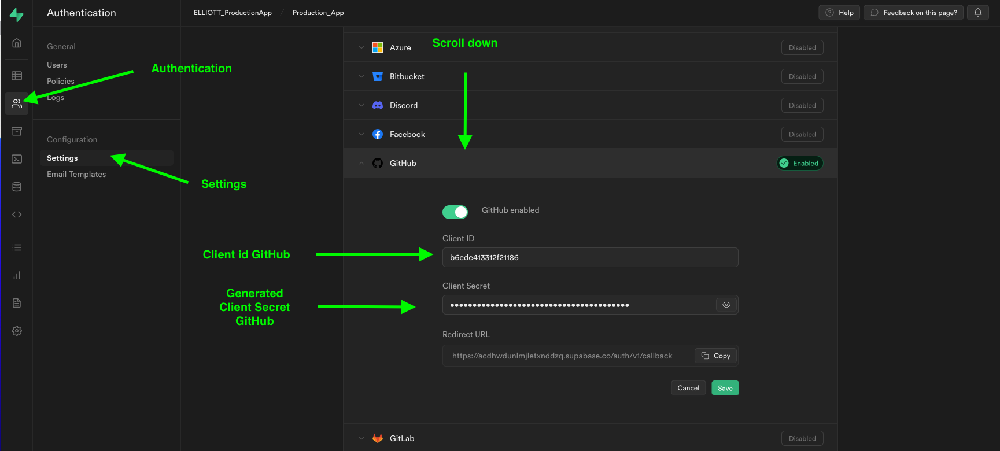 Authentication
ELLIOTT_ProductionApp / Production_App
Help
Feedback on this page?
General
Users
Policies
Logs
Configuration
Settings
Email Templates
Authentication
Settings
Scroll down
Azure
Disabled
Bitbucket
Disabled
Discord
Disabled
Facebook
Disabled
GitHub
Enabled
GitHub enabled
Client ID
Client id GitHub
b6ede413312f21186
Client Secret
Generated
Client Secret
GitHub
••••••••••••••••••••••••••••••••••••••••
Redirect URL
https://acdhwdunlmjletxnddzq.supabase.co/auth/v1/callback
Copy
Cancel
Save
GitLab
Disabled